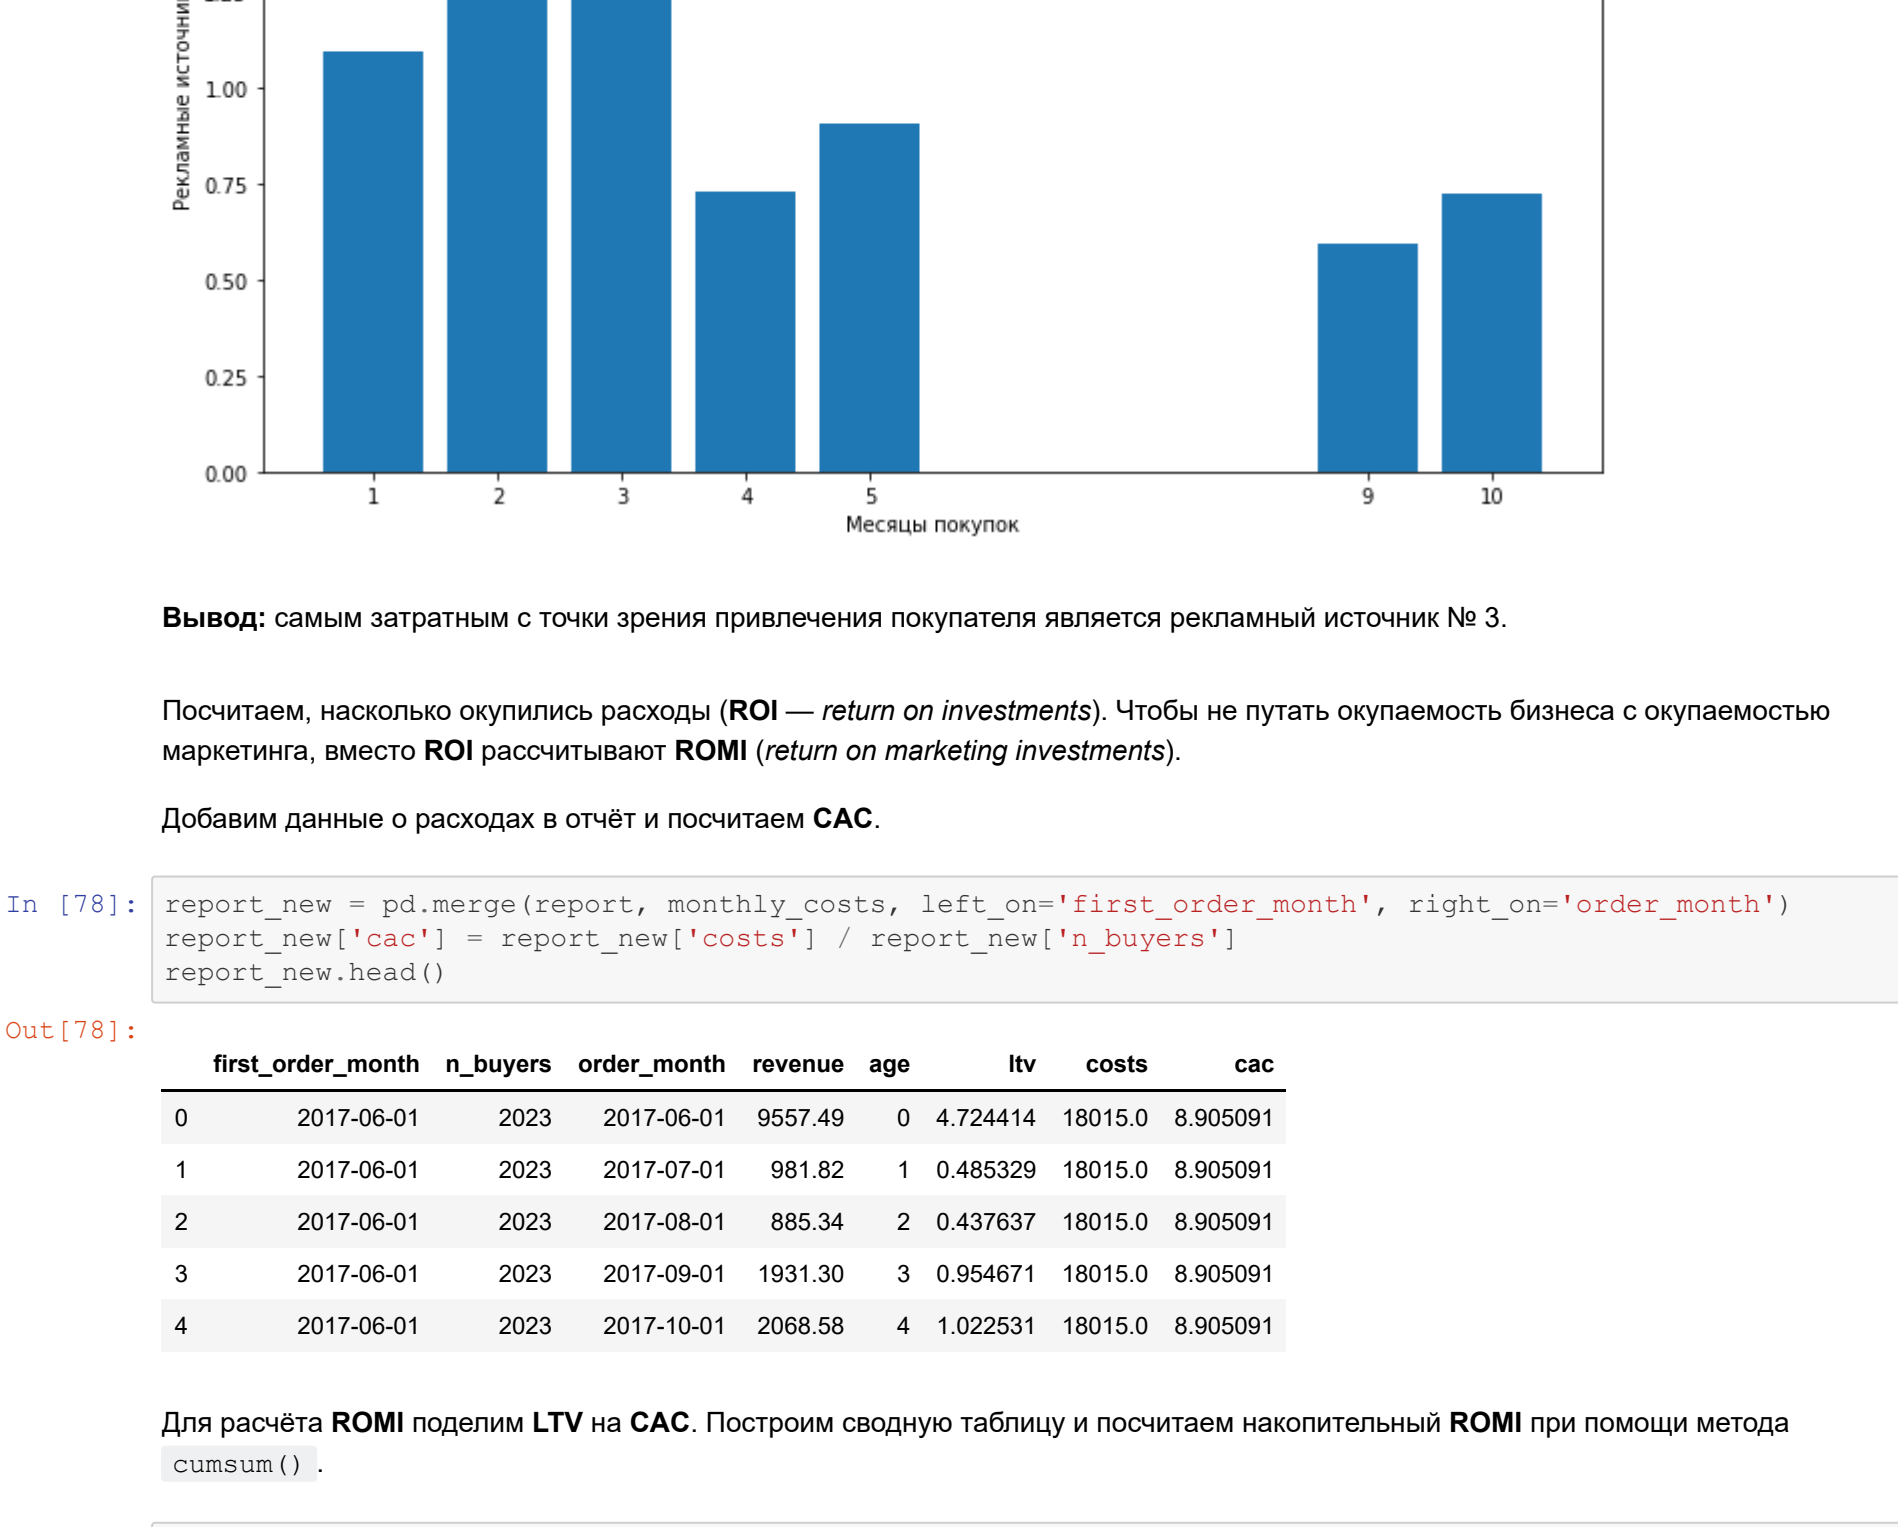 Рекламные источни
1.00
0.75
0.50
0.25
0.00
1 2 3 4 5 9 10
Месяцы покупок
Вывод: самым затратным с точки зрения привлечения покупателя является рекламный источник № 3.
Посчитаем, насколько окупились расходы (ROI — return on investments). Чтобы не путать окупаемость бизнеса с окупаемостью
маркетинга, вместо ROI рассчитывают ROMI (return on marketing investments).
Добавим данные о расходах в отчёт и посчитаем CAC.
In [78]: report_new = pd.merge(report, monthly_costs, left_on='first_order_month', right_on='order_month')
report_new['cac'] = report_new['costs'] / report_new['n_buyers']
report_new.head()
Out[78]:
first_order_month n_buyers order_month revenue age ltv costs cac
0 2017-06-01 2023 2017-06-01 9557.49 0 4.724414 18015.0 8.905091
1 2017-06-01 2023 2017-07-01 981.82 1 0.485329 18015.0 8.905091
2 2017-06-01 2023 2017-08-01 885.34 2 0.437637 18015.0 8.905091
3 2017-06-01 2023 2017-09-01 1931.30 3 0.954671 18015.0 8.905091
4 2017-06-01 2023 2017-10-01 2068.58 4 1.022531 18015.0 8.905091
Для расчёта ROMI поделим LTV на CAC. Построим сводную таблицу и посчитаем накопительный ROMI при помощи метода
cumsum() .